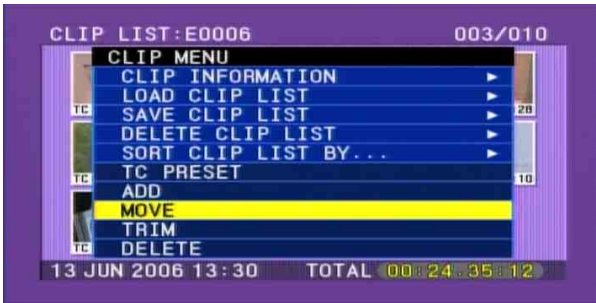 CLIP LIST:E0006 003/010
CLIP MENU
CLIP INFORMATION
LOAD CLIP LIST
SAVE CLIP LIST
DELETE CLIP LIST
SORT CLIP LIST BY...
TC PRESET
ADD
MOVE
TRIM
DELETE
TC 28
TC 10
TC
13 JUN 2006 13:30 TOTAL 00:24:35:12